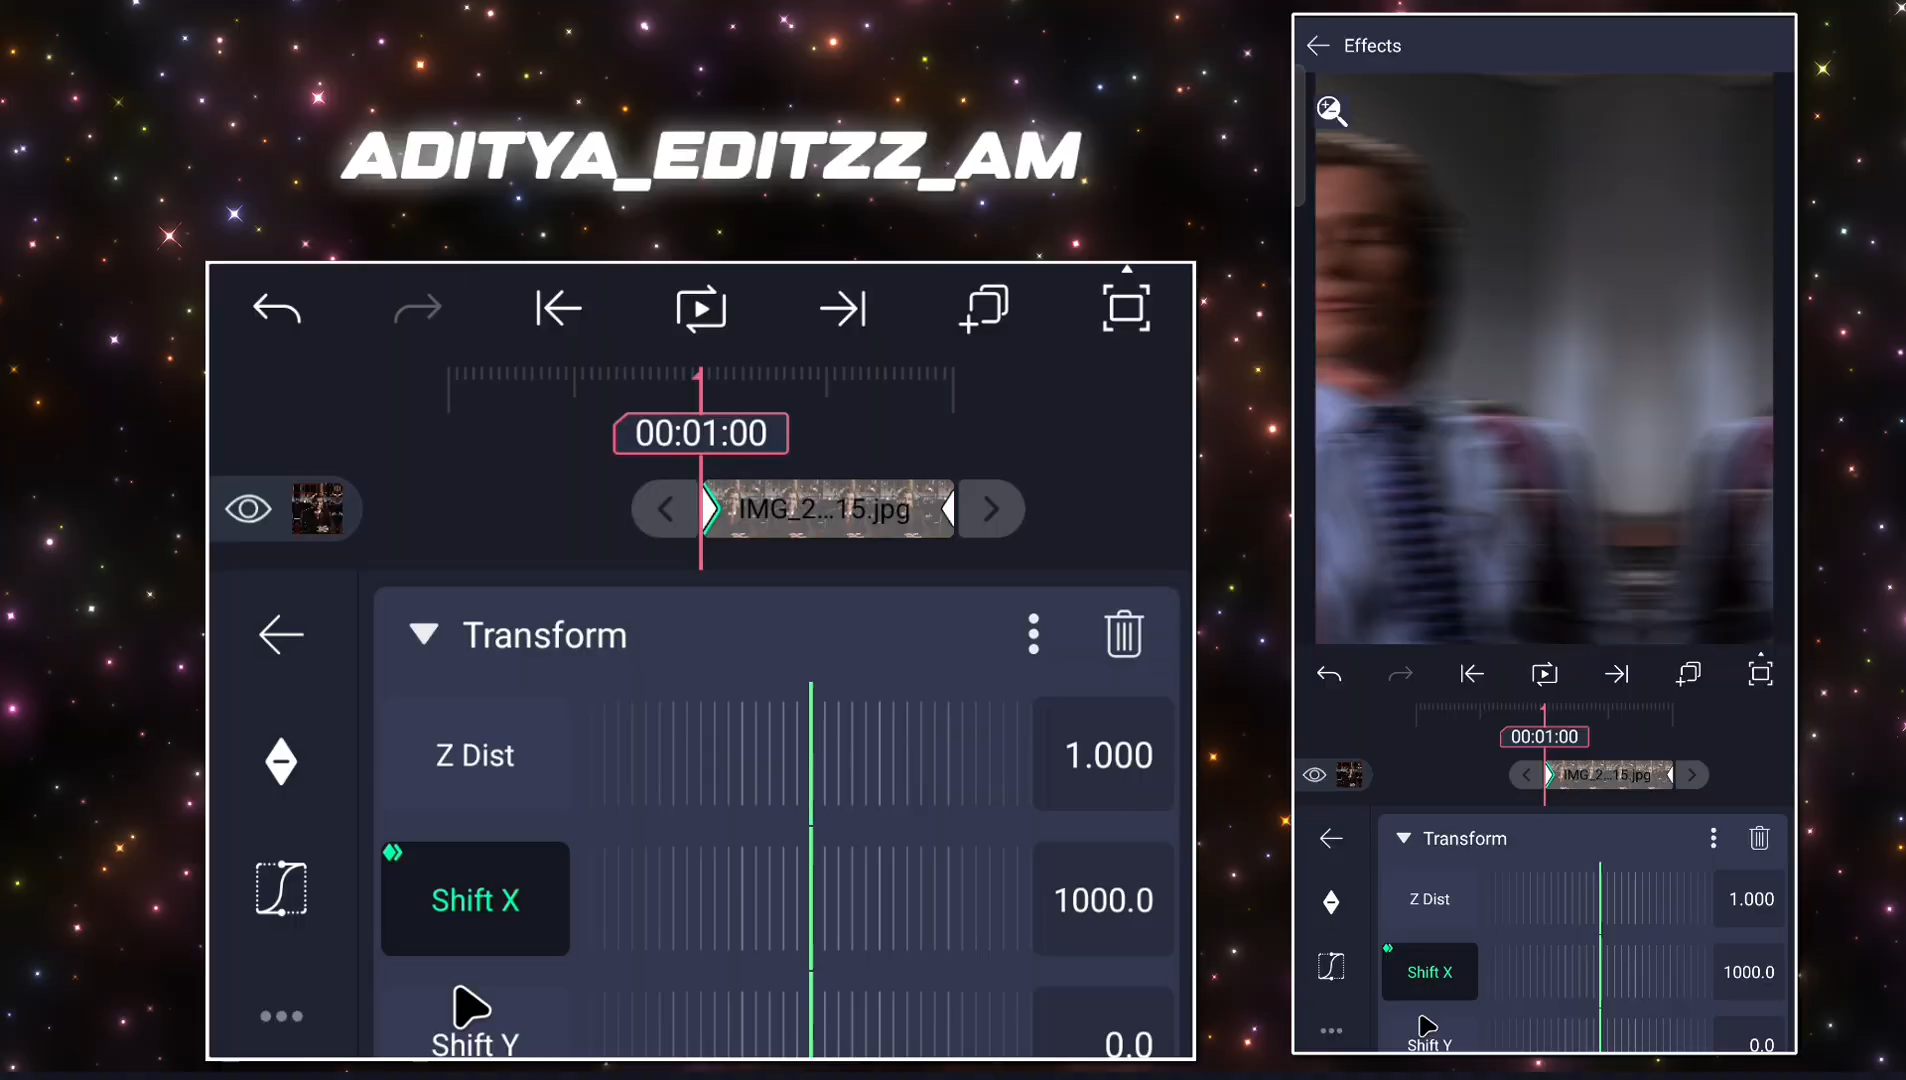 ADITYA_EDITZZ_AM
00:01:00
IMG_2...15.jpg
Transform
Z Dist
1.000
Shift X
1000.0
Shift Y
0.0
Effects
00:01:00
IMG_2...15.jpg
Transform
Z Dist
1.000
Shift X
1000.0
Shift Y
0.0